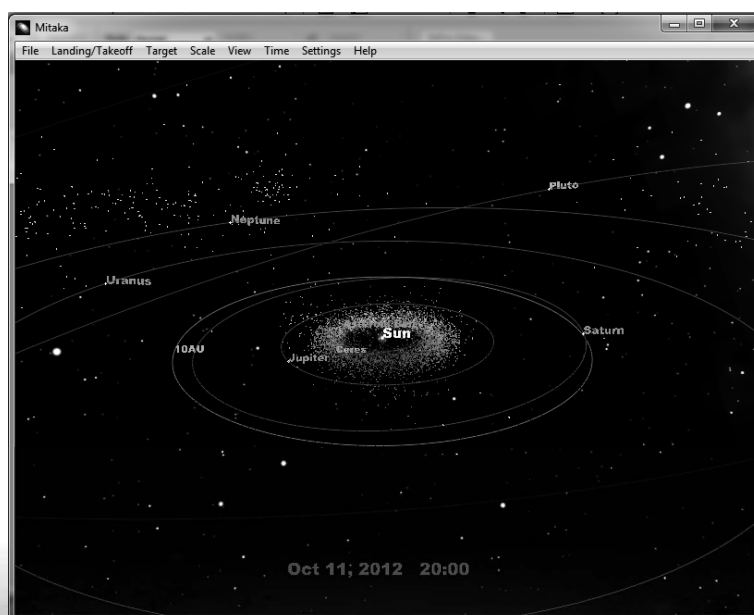 Mitaka
File Landing/Takeoff Target Scale View Time Settings Help
Pluto
Neptune
Uranus
Sun
Saturn
10AU
Ceres
Jupiter
Oct 11, 2012 20:00